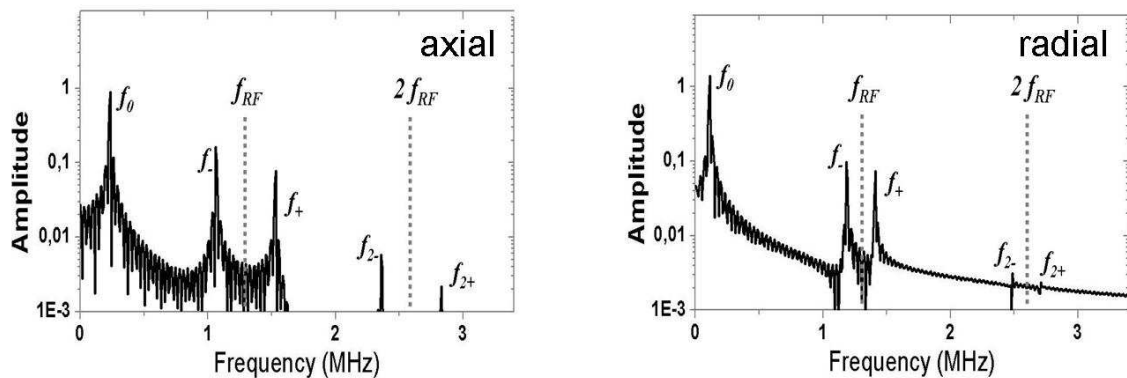 axial
f0
fRF
2fRF
f-
f+
f2-
f2+
1
0,1
0,01
1E-3
Amplitude
0 1 2 3
Frequency (MHz)
radial
f0
fRF
2fRF
f-
f+
f2-
f2+
1
0,1
0,01
1E-3
Amplitude
0 1 2 3
Frequency (MHz)